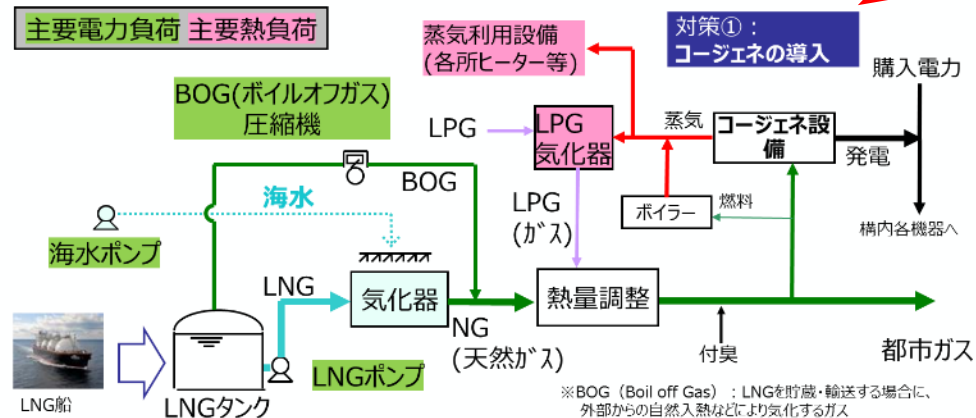 主要電力負荷 主要熱負荷
対策①：
コージェネの導入
蒸気利用設備
(各所ヒーター等)
購入電力
BOG(ボイルオフガス)
圧縮機
LPG
LPG
気化器
蒸気
コージェネ設
備
発電
BOG
海水
LPG
(ガス)
ボイラー
燃料
構内各機器へ
海水ポンプ
LNG
気化器
NG
(天然ガス)
熱量調整
付臭
都市ガス
LNGポンプ
LNG船
LNGタンク
※BOG（Boil off Gas）：LNGを貯蔵・輸送する場合に、
外部からの自然入熱などにより気化するガス